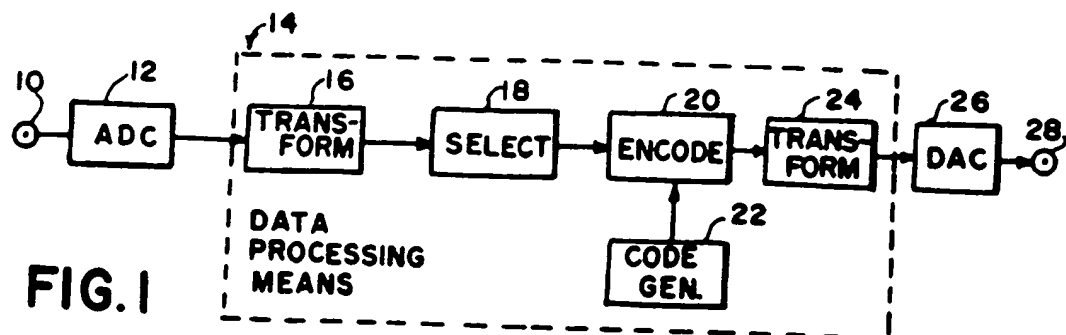 14
10
12
16
18
20
24
26
28
ADC
TRANS-
FORM
SELECT
ENCODE
TRANS-
FORM
DAC
DATA
PROCESSING
MEANS
22
CODE
GEN.
FIG. 1